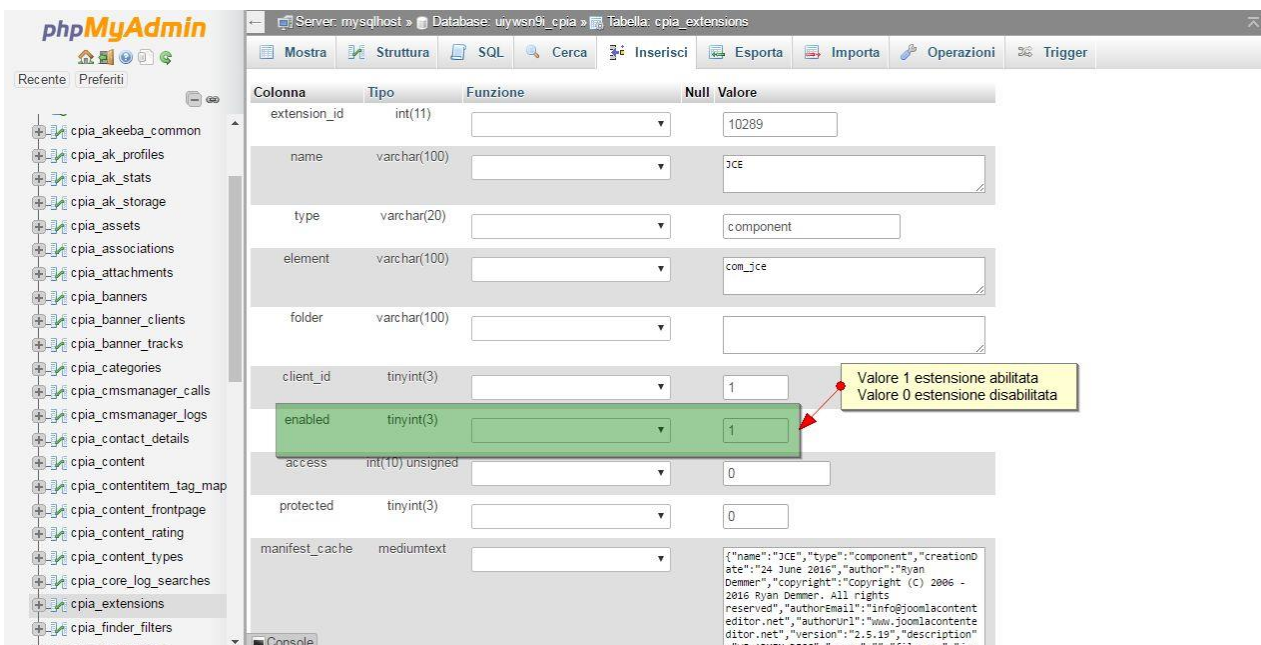 phpMyAdmin
Recente Preferiti
cpia_akeeba_common
cpia_ak_profiles
cpia_ak_stats
cpia_ak_storage
cpia_assets
cpia_associations
cpia_attachments
cpia_banners
cpia_banner_clients
cpia_banner_tracks
cpia_categories
cpia_cmsmanager_calls
cpia_cmsmanager_logs
cpia_contact_details
cpia_content
cpia_contentitem_tag_map
cpia_content_frontpage
cpia_content_rating
cpia_content_types
cpia_core_log_searches
cpia_extensions
cpia_finder_filters
Server: mysqlhost » Database: uiywsn9i_cpia » Tabella: cpia_extensions
Mostra Struttura SQL Cerca Inserisci Esporta Importa Operazioni Trigger
Colonna Tipo Funzione Null Valore
extension_id int(11) 10289
name varchar(100) JCE
type varchar(20) component
element varchar(100) com_jce
folder varchar(100)
client_id tinyint(3) 1
Valore 1 estensione abilitata
Valore 0 estensione disabilitata
enabled tinyint(3) 1
access int(10) unsigned 0
protected tinyint(3) 0
manifest_cache mediumtext
{"name":"JCE","type":"component","creationD
ate":"24 June 2016","author":"Ryan
Demmer","copyright":"Copyright (C) 2006 -
2016 Ryan Demmer. All rights
reserved","authorEmail":"info@joomlacontent
editor.net","authorUrl":"www.joomlacontente
ditor.net","version":"2.5.19","description"
Console